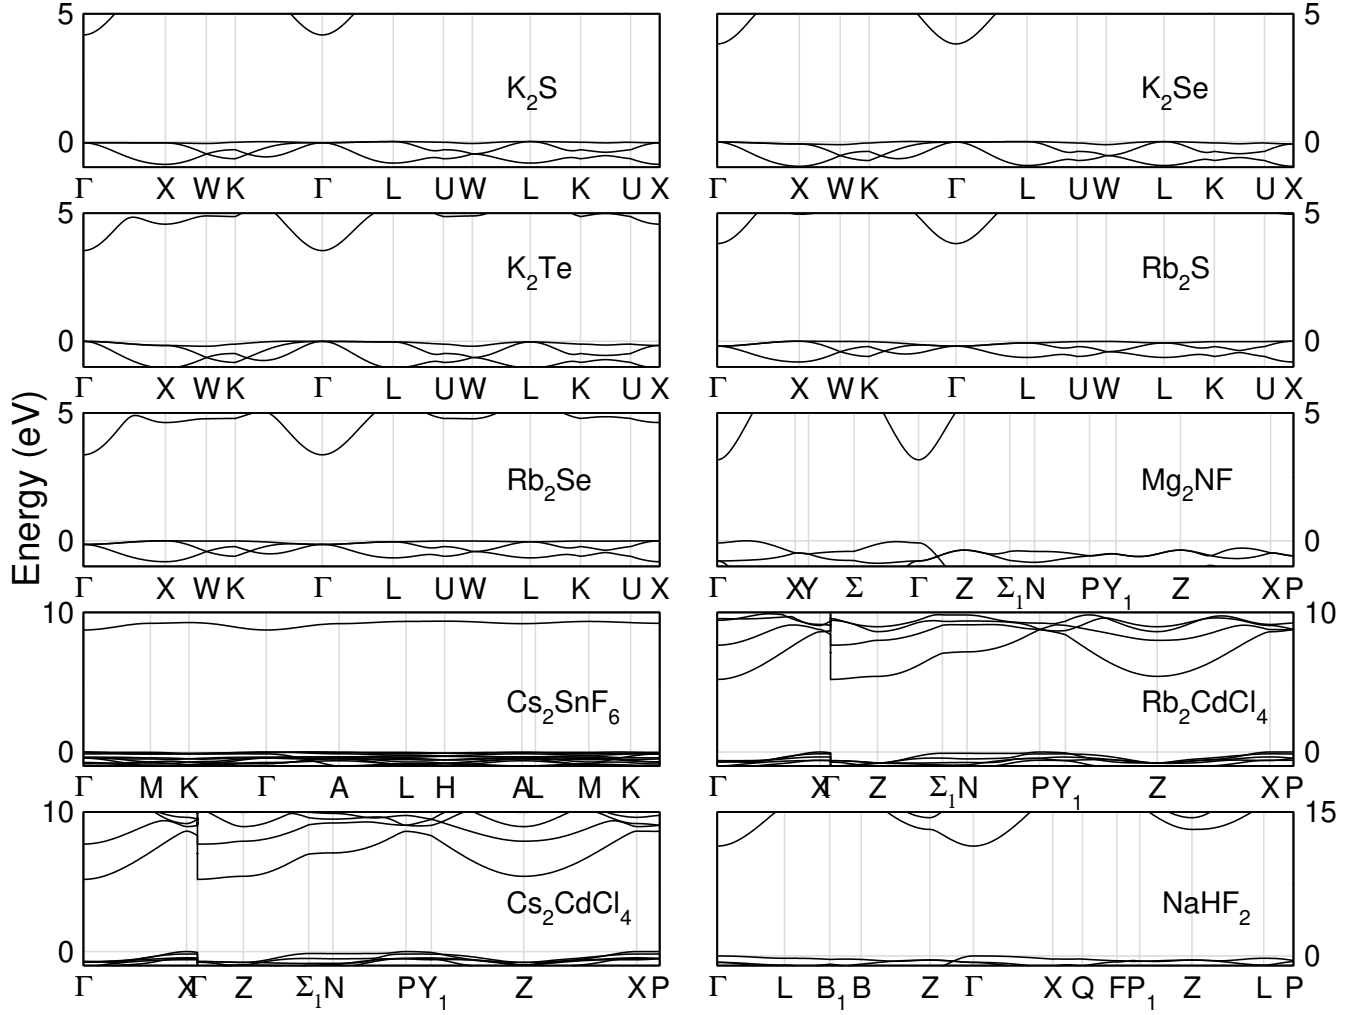 Energy (eV)
5 5
K₂S K₂Se
0 0
Γ X W K Γ L U W L K U X Γ X W K Γ L U W L K U X
5 5
K₂Te Rb₂S
0 0
Γ X W K Γ L U W L K U X Γ X W K Γ L U W L K U X
5 5
Rb₂Se Mg₂NF
0 0
Γ X W K Γ L U W L K U X Γ X Y Σ Γ Z Σ₁ N P Y₁ Z X P
10 10
Cs₂SnF₆ Rb₂CdCl₄
0 0
Γ M K Γ A L H A L M K Γ X Γ Z Σ₁ N P Y₁ Z X P
10 15
Cs₂CdCl₄ NaHF₂
0 0
Γ X Γ Z Σ₁ N P Y₁ Z X P Γ L B₁ B Z Γ X Q F P₁ Z L P